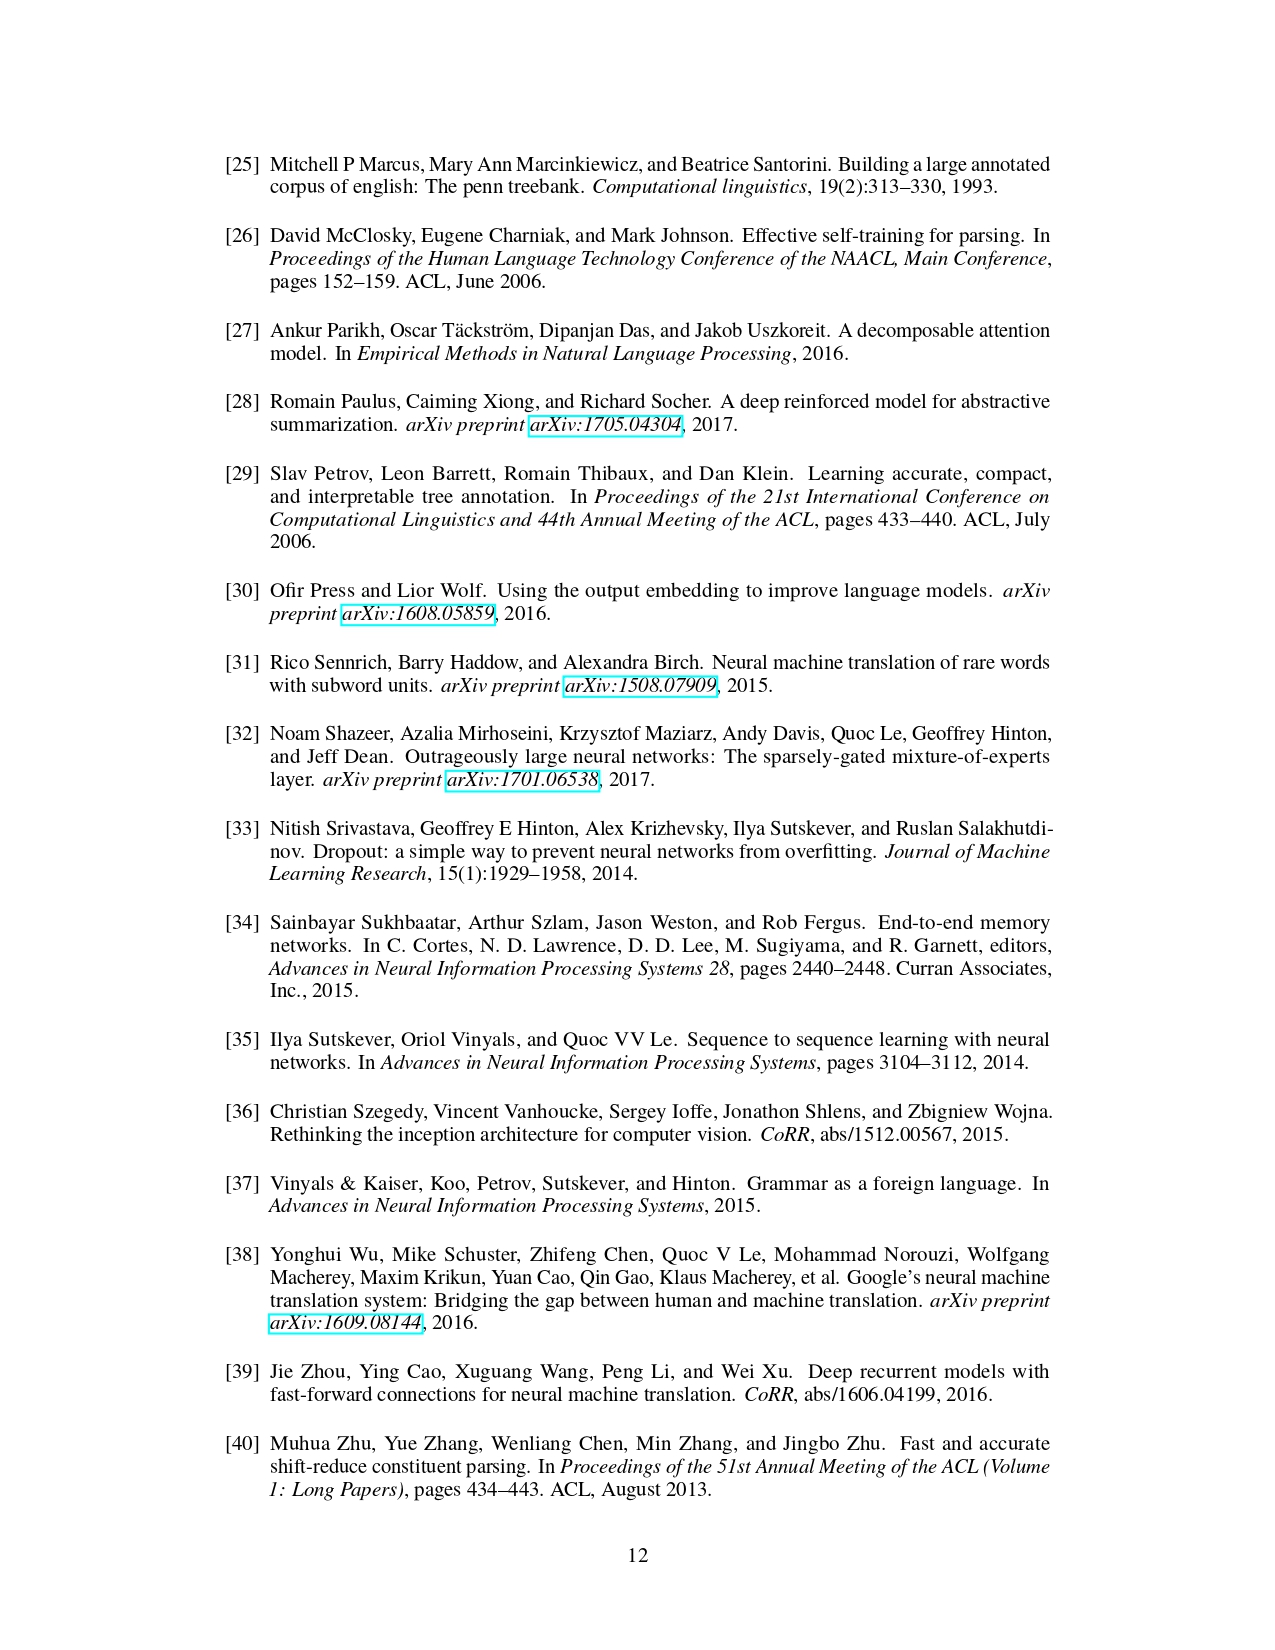 [25] Mitchell P Marcus, Mary Ann Marcinkiewicz, and Beatrice Santorini. Building a large annotated
corpus of english: The penn treebank. Computational linguistics, 19(2):313–330, 1993.
[26] David McClosky, Eugene Charniak, and Mark Johnson. Effective self-training for parsing. In
Proceedings of the Human Language Technology Conference of the NAACL, Main Conference,
pages 152–159. ACL, June 2006.
[27] Ankur Parikh, Oscar Täckström, Dipanjan Das, and Jakob Uszkoreit. A decomposable attention
model. In Empirical Methods in Natural Language Processing, 2016.
[28] Romain Paulus, Caiming Xiong, and Richard Socher. A deep reinforced model for abstractive
summarization. arXiv preprint arXiv:1705.04304, 2017.
[29] Slav Petrov, Leon Barrett, Romain Thibaux, and Dan Klein. Learning accurate, compact,
and interpretable tree annotation. In Proceedings of the 21st International Conference on
Computational Linguistics and 44th Annual Meeting of the ACL, pages 433–440. ACL, July
2006.
[30] Ofir Press and Lior Wolf. Using the output embedding to improve language models. arXiv
preprint arXiv:1608.05859, 2016.
[31] Rico Sennrich, Barry Haddow, and Alexandra Birch. Neural machine translation of rare words
with subword units. arXiv preprint arXiv:1508.07909, 2015.
[32] Noam Shazeer, Azalia Mirhoseini, Krzysztof Maziarz, Andy Davis, Quoc Le, Geoffrey Hinton,
and Jeff Dean. Outrageously large neural networks: The sparsely-gated mixture-of-experts
layer. arXiv preprint arXiv:1701.06538, 2017.
[33] Nitish Srivastava, Geoffrey E Hinton, Alex Krizhevsky, Ilya Sutskever, and Ruslan Salakhutdi-
nov. Dropout: a simple way to prevent neural networks from overfitting. Journal of Machine
Learning Research, 15(1):1929–1958, 2014.
[34] Sainbayar Sukhbaatar, Arthur Szlam, Jason Weston, and Rob Fergus. End-to-end memory
networks. In C. Cortes, N. D. Lawrence, D. D. Lee, M. Sugiyama, and R. Garnett, editors,
Advances in Neural Information Processing Systems 28, pages 2440–2448. Curran Associates,
Inc., 2015.
[35] Ilya Sutskever, Oriol Vinyals, and Quoc VV Le. Sequence to sequence learning with neural
networks. In Advances in Neural Information Processing Systems, pages 3104–3112, 2014.
[36] Christian Szegedy, Vincent Vanhoucke, Sergey Ioffe, Jonathon Shlens, and Zbigniew Wojna.
Rethinking the inception architecture for computer vision. CoRR, abs/1512.00567, 2015.
[37] Vinyals & Kaiser, Koo, Petrov, Sutskever, and Hinton. Grammar as a foreign language. In
Advances in Neural Information Processing Systems, 2015.
[38] Yonghui Wu, Mike Schuster, Zhifeng Chen, Quoc V Le, Mohammad Norouzi, Wolfgang
Macherey, Maxim Krikun, Yuan Cao, Qin Gao, Klaus Macherey, et al. Google's neural machine
translation system: Bridging the gap between human and machine translation. arXiv preprint
arXiv:1609.08144, 2016.
[39] Jie Zhou, Ying Cao, Xuguang Wang, Peng Li, and Wei Xu. Deep recurrent models with
fast-forward connections for neural machine translation. CoRR, abs/1606.04199, 2016.
[40] Muhua Zhu, Yue Zhang, Wenliang Chen, Min Zhang, and Jingbo Zhu. Fast and accurate
shift-reduce constituent parsing. In Proceedings of the 51st Annual Meeting of the ACL (Volume
1: Long Papers), pages 434–443. ACL, August 2013.
12